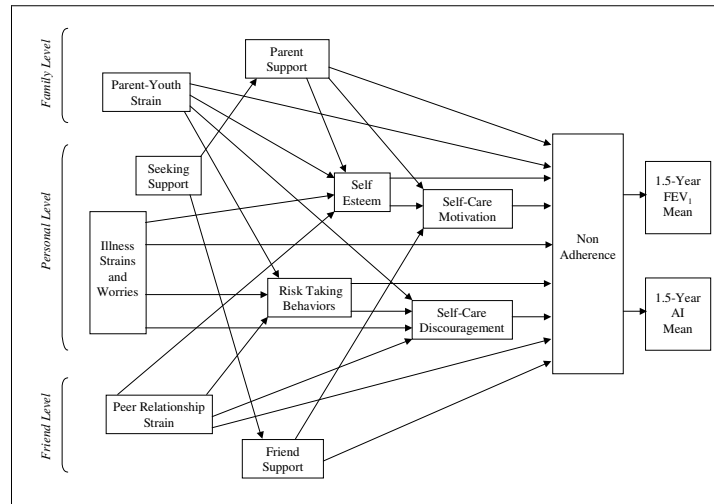 Family Level
Personal Level
Friend Level
Parent
Support
Parent-Youth
Strain
Seeking
Support
Self
Esteem
Self-Care
Motivation
Illness
Strains
and
Worries
Risk Taking
Behaviors
Self-Care
Discouragement
Peer Relationship
Strain
Friend
Support
Non
Adherence
1.5-Year
FEV₁
Mean
1.5-Year
AI
Mean